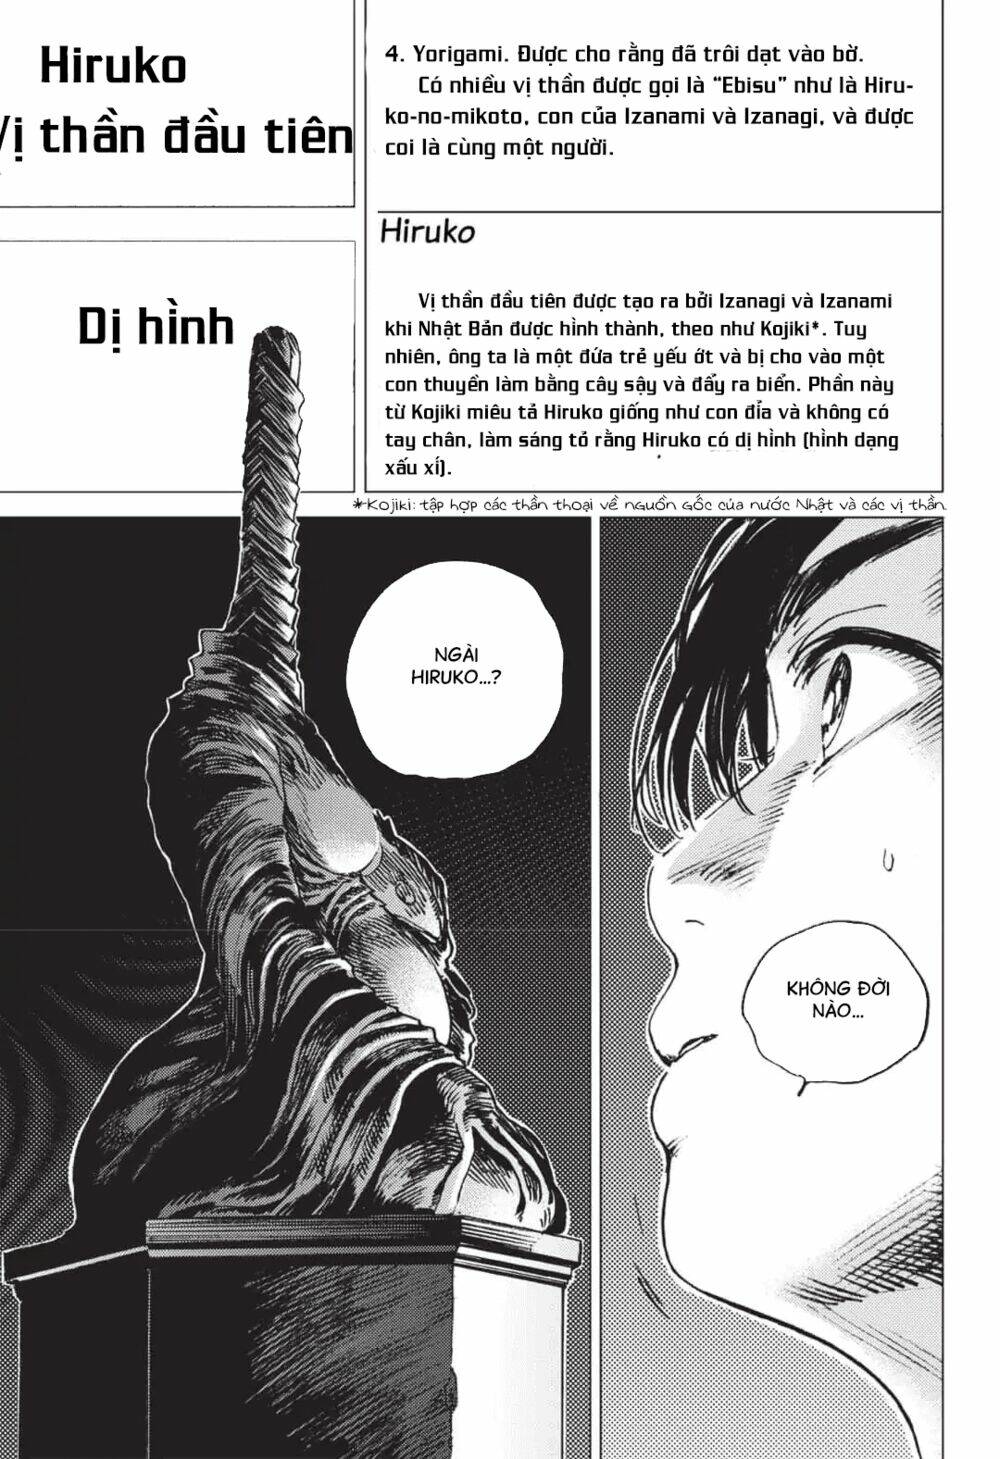 4. Yorigami. Được cho rằng đã trôi dạt vào bờ.
Có nhiều vị thần được gọi là “Ebisu” như là Hiru-
ko-no-mikoto, con của Izanami và Izanagi, và được
coi là cùng một người.
Hiruko
Vị thần đầu tiên
Hiruko
Vị thần đầu tiên được tạo ra bởi Izanagi và Izanami
khi Nhật Bản được hình thành, theo như Kojiki*. Tuy
nhiên, ông ta là một đứa trẻ yếu ớt và bị cho vào một
con thuyền làm bằng cây sậy và đẩy ra biển. Phần này
từ Kojiki miêu tả Hiruko giống như con đỉa và không có
tay chân, làm sáng tỏ rằng Hiruko có dị hình (hình dạng
xấu xí).
Dị hình
*Kojiki: tập hợp các thần thoại về nguồn gốc của nước Nhật và các vị thần.
NGÀI
HIRUKO...?
KHÔNG ĐỜI
NÀO...